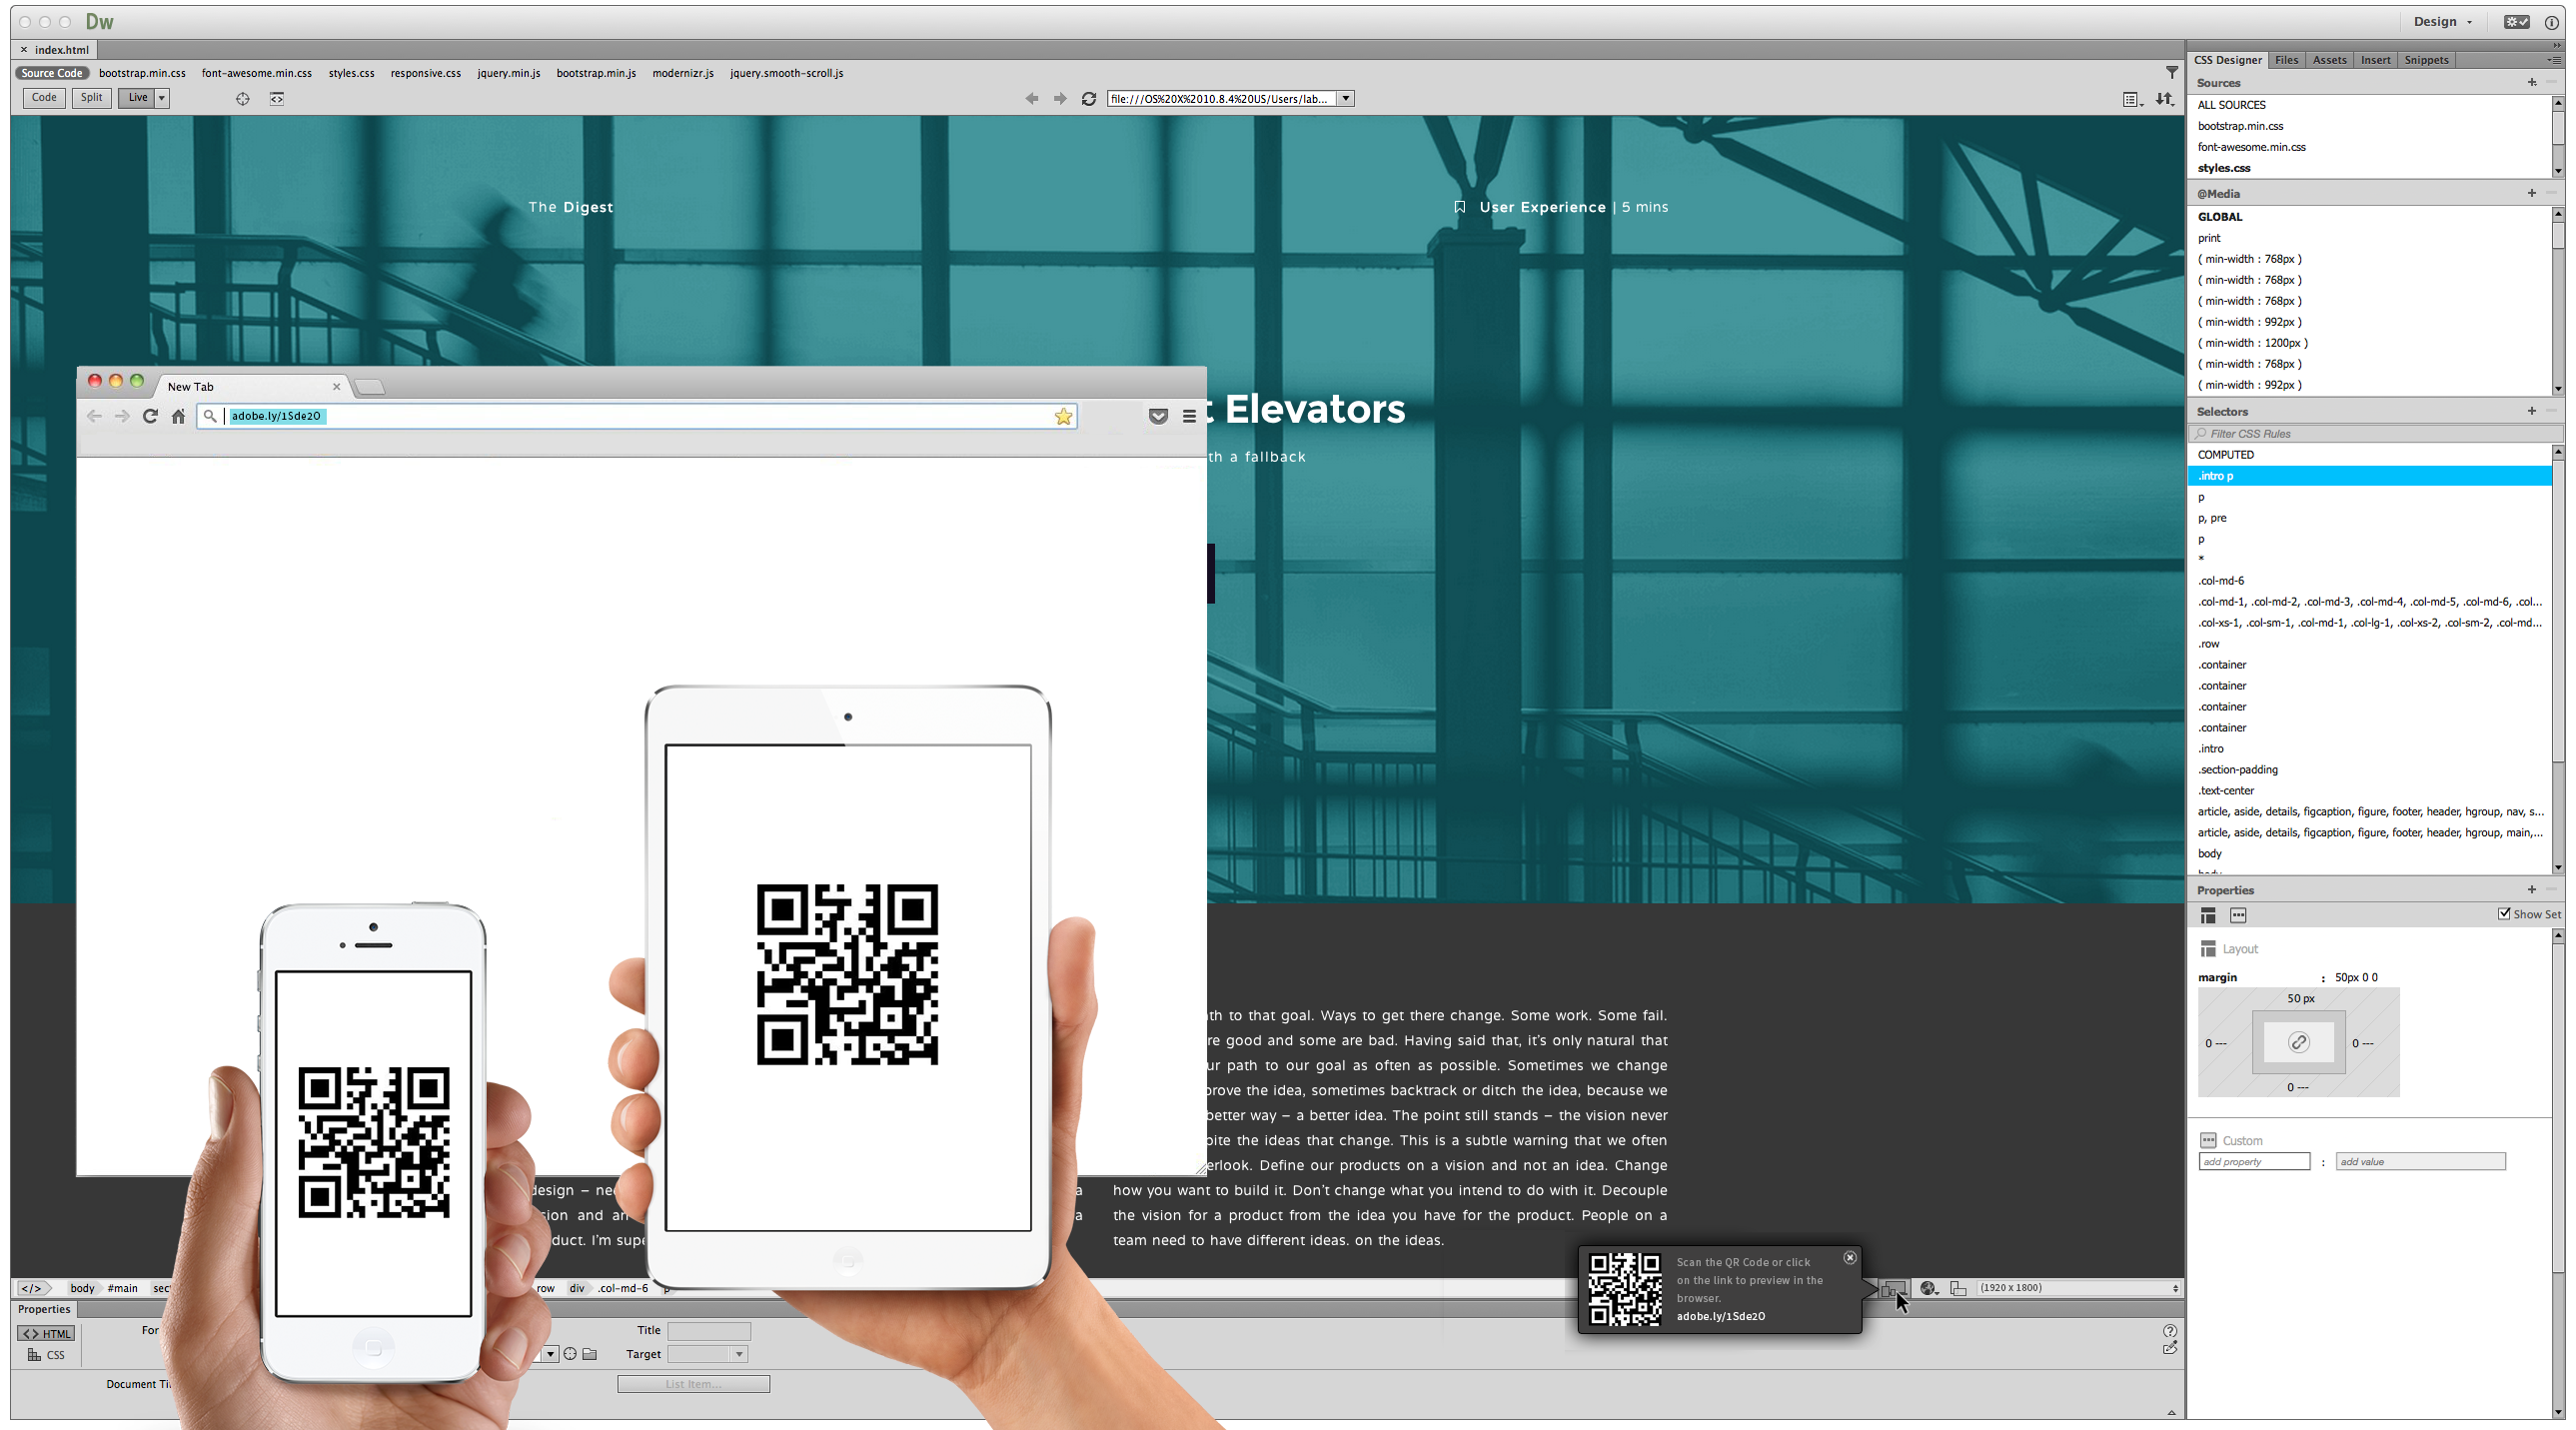 Dw
Design
index.html
Source Code bootstrap.min.css font-awesome.min.css styles.css responsive.css jquery.min.js bootstrap.min.js modernizr.js jquery.smooth-scroll.js
Code Split Live
file:///OS%20X%2010.8.4%20US/Users/lab...
The Digest
User Experience | 5 mins
New Tab
adobe.ly/1Sde2O
Elevators
a fallback
to that goal. Ways to get there change. Some work. Some fail.
good and some are bad. Having said that, it's only natural that
path to our goal as often as possible. Sometimes we change
the idea, sometimes backtrack or ditch the idea, because we
better way – a better idea. The point still stands – the vision never
the ideas that change. This is a subtle warning that we often
Define our products on a vision and not an idea. Change
how you want to build it. Don't change what you intend to do with it. Decouple
the vision for a product from the idea you have for the product. People on a
team need to have different ideas. on the ideas.
design –
a
and
a
I'm
Scan the QR Code or click
on the link to preview in the
browser.
adobe.ly/1Sde2O
</> body #main row div .col-md-6
(1920 x 1800)
Properties
<> HTML
CSS
Title
Target
Document
List Item...
CSS Designer Files Assets Insert Snippets
Sources
ALL SOURCES
bootstrap.min.css
font-awesome.min.css
styles.css
@Media
GLOBAL
print
( min-width : 768px )
( min-width : 768px )
( min-width : 768px )
( min-width : 992px )
( min-width : 1200px )
( min-width : 768px )
( min-width : 992px )
Selectors
Filter CSS Rules
COMPUTED
.intro p
p
p, pre
p
*
.col-md-6
.col-md-1, .col-md-2, .col-md-3, .col-md-4, .col-md-5, .col-md-6, .col...
.col-xs-1, .col-sm-1, .col-md-1, .col-lg-1, .col-xs-2, .col-sm-2, .col-md...
.row
.container
.container
.container
.container
.intro
.section-padding
.text-center
article, aside, details, figcaption, figure, footer, header, hgroup, nav, s...
article, aside, details, figcaption, figure, footer, header, hgroup, main,...
body
Properties
Show Set
Layout
margin : 50px 0 0
50 px
0 --- 0 ---
0 ---
Custom
add property : add value